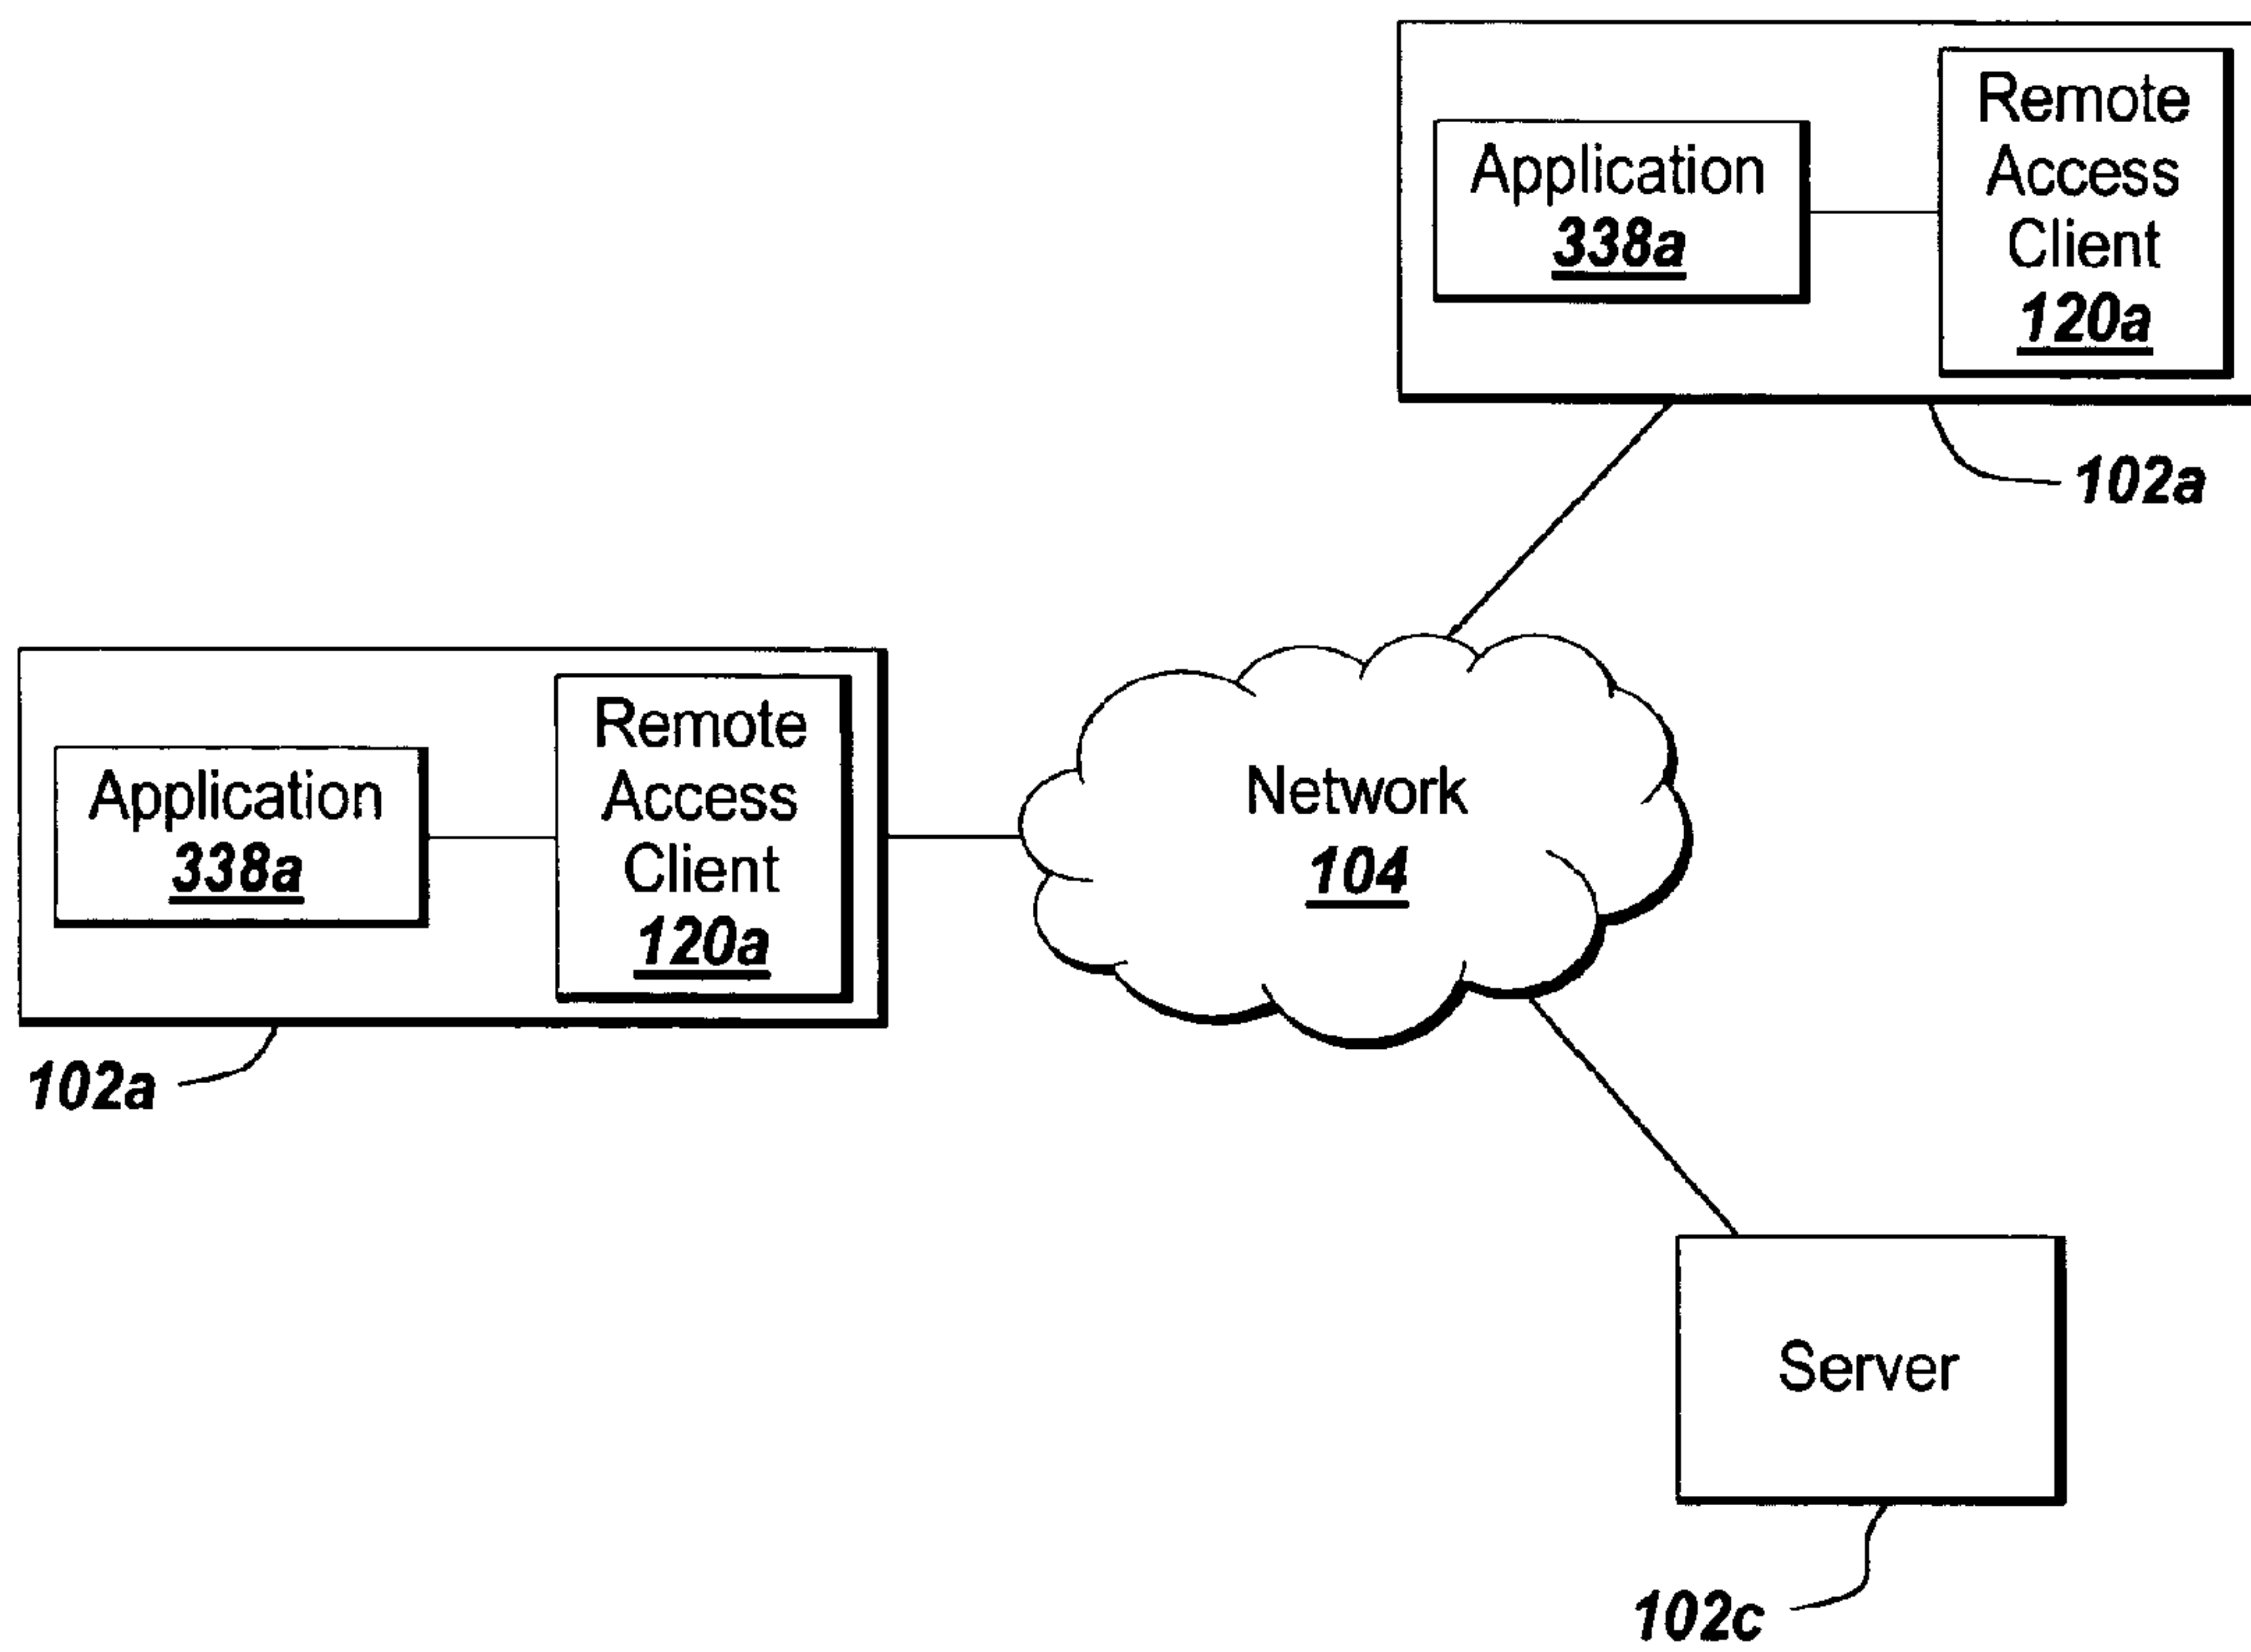 Application
338a
Remote
Access
Client
120a
102a
Application
338a
Remote
Access
Client
120a
102a
Network
104
Server
102c